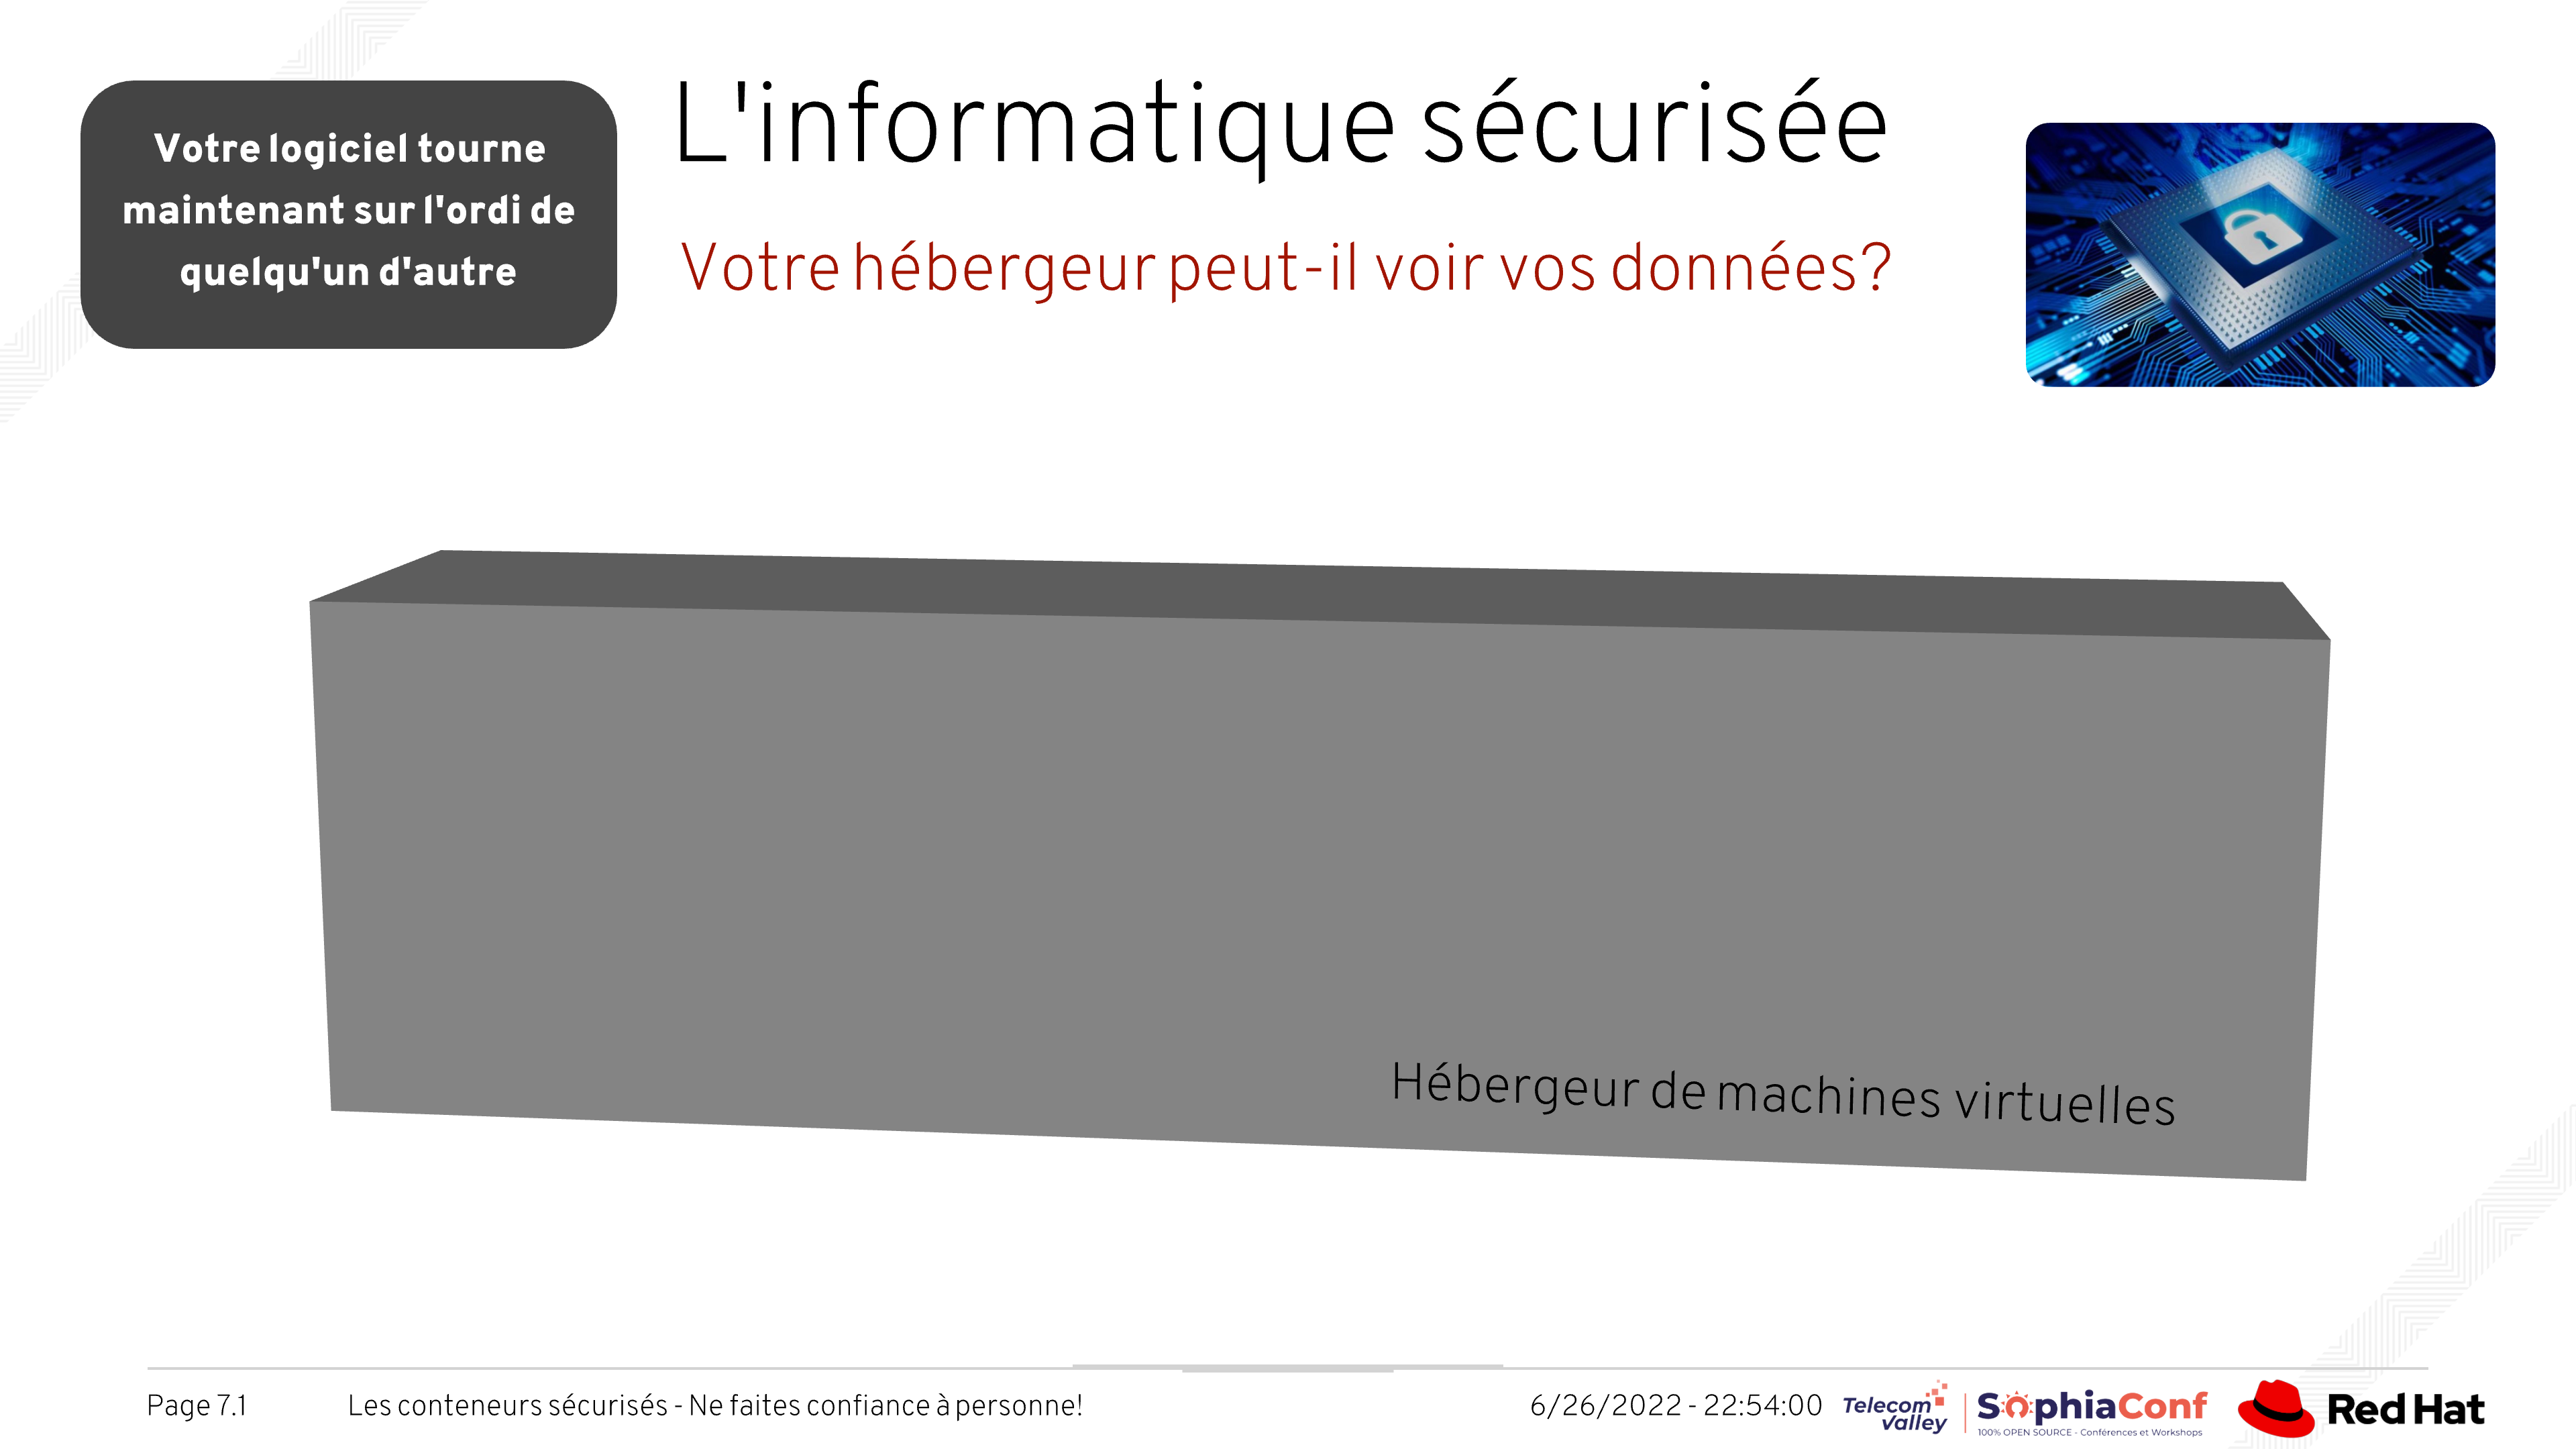 Votre logiciel tourne
maintenant sur l'ordi de
quelqu'un d'autre
L'informatique sécurisée
Votre hébergeur peut-il voir vos données?
Hébergeur de machines virtuelles
Page 7.1
Les conteneurs sécurisés - Ne faites confiance à personne!
6/26/2022 - 22:54:00
Telecom
Valley
SophiaConf
100% OPEN SOURCE - Conférences et Workshops
Red Hat